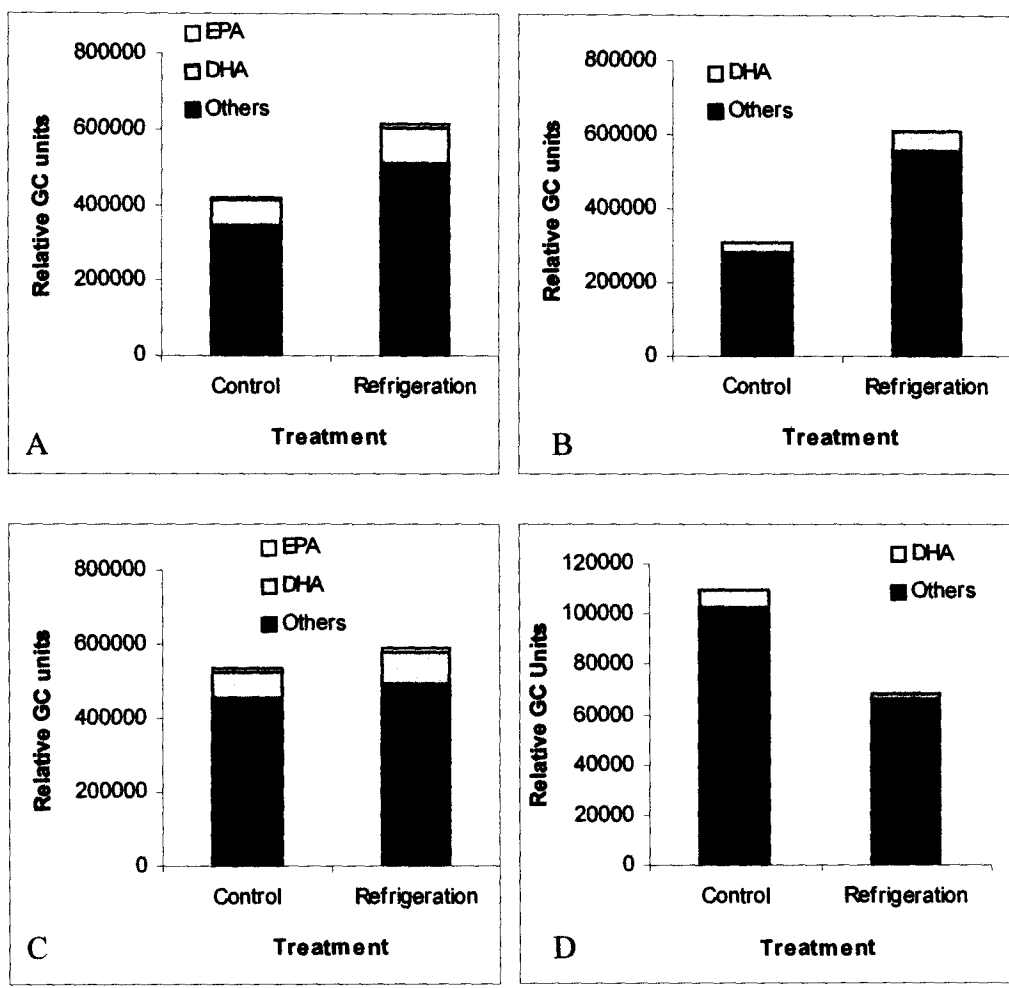 EPA
DHA
Others
800000
600000
400000
200000
0
Relative GC units
Control Refrigeration
Treatment
A
DHA
Others
800000
600000
400000
200000
0
Relative GC units
Control Refrigeration
Treatment
B
EPA
DHA
Others
800000
600000
400000
200000
0
Relative GC units
Control Refrigeration
Treatment
C
DHA
Others
120000
100000
80000
60000
40000
20000
0
Relative GC Units
Control Refrigeration
Treatment
D